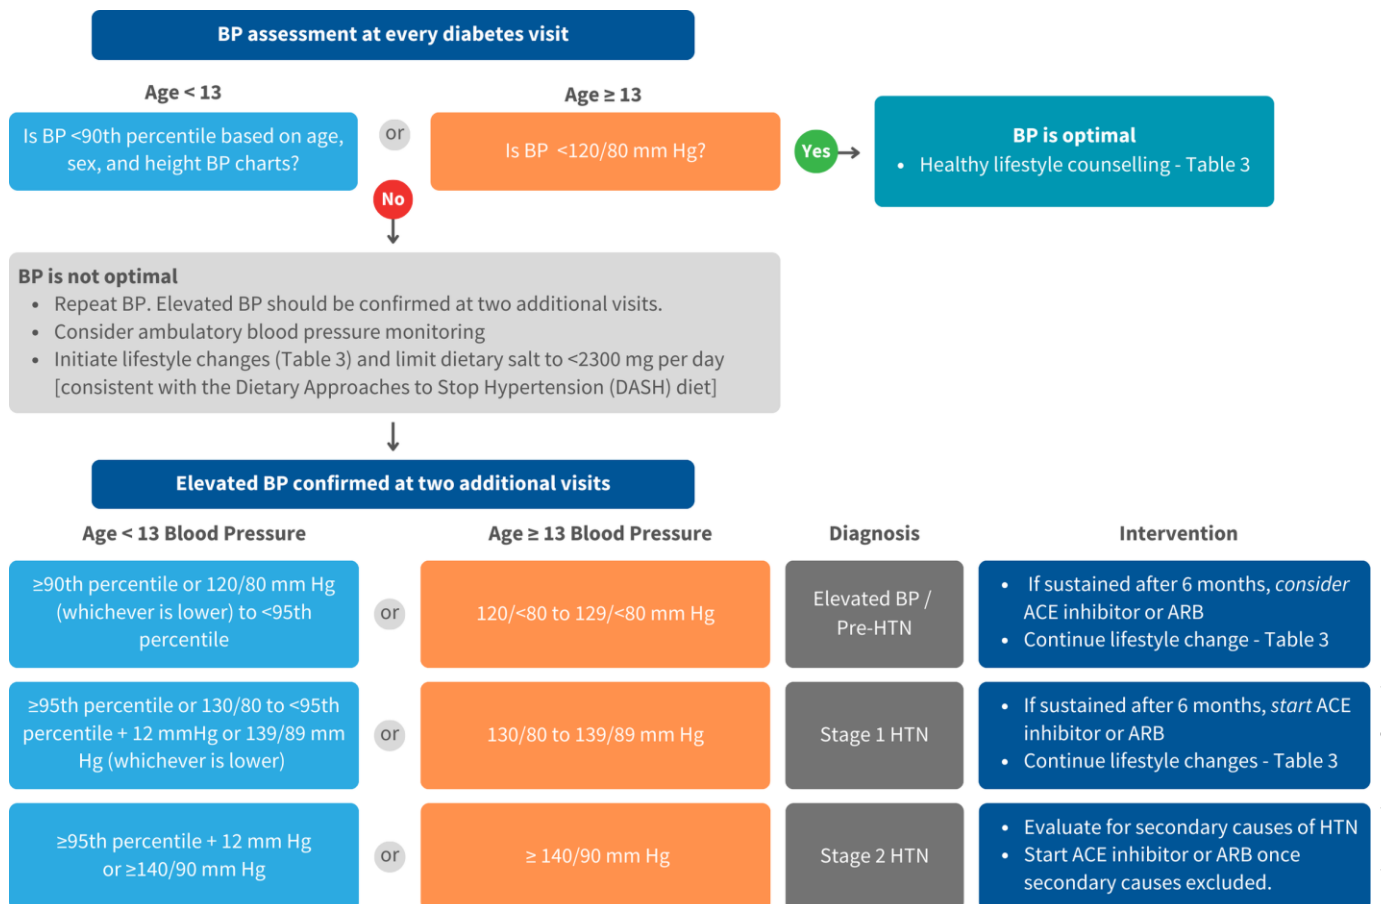 BP assessment at every diabetes visit
Age < 13
Age ≥ 13
Is BP <90th percentile based on age,
sex, and height BP charts?
or
Is BP <120/80 mm Hg?
Yes
BP is optimal
• Healthy lifestyle counselling - Table 3
No
BP is not optimal
• Repeat BP. Elevated BP should be confirmed at two additional visits.
• Consider ambulatory blood pressure monitoring
• Initiate lifestyle changes (Table 3) and limit dietary salt to <2300 mg per day
[consistent with the Dietary Approaches to Stop Hypertension (DASH) diet]
Elevated BP confirmed at two additional visits
Age < 13 Blood Pressure
Age ≥ 13 Blood Pressure
Diagnosis
Intervention
≥90th percentile or 120/80 mm Hg
(whichever is lower) to <95th
percentile
or
120/<80 to 129/<80 mm Hg
Elevated BP /
Pre-HTN
• If sustained after 6 months, consider
ACE inhibitor or ARB
• Continue lifestyle change - Table 3
≥95th percentile or 130/80 to <95th
percentile + 12 mmHg or 139/89 mm
Hg (whichever is lower)
or
130/80 to 139/89 mm Hg
Stage 1 HTN
• If sustained after 6 months, start ACE
inhibitor or ARB
• Continue lifestyle changes - Table 3
≥95th percentile + 12 mm Hg
or ≥140/90 mm Hg
or
≥ 140/90 mm Hg
Stage 2 HTN
• Evaluate for secondary causes of HTN
• Start ACE inhibitor or ARB once
secondary causes excluded.